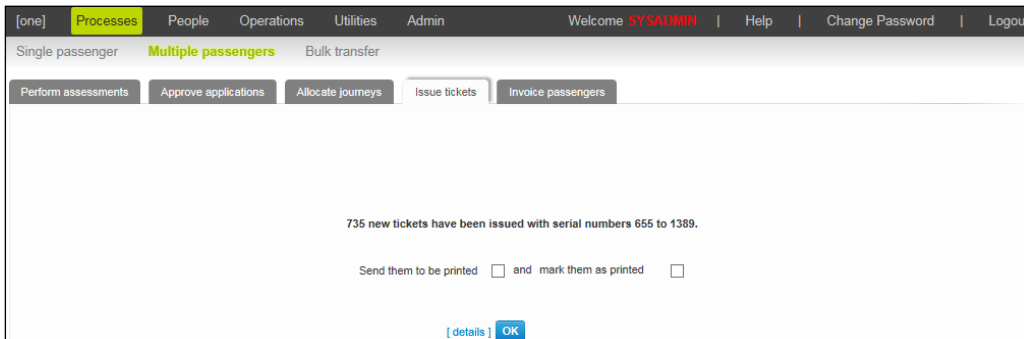 [one] Processes People Operations Utilities Admin Welcome SYSADMIN | Help | Change Password | Logou
Single passenger Multiple passengers Bulk transfer
Perform assessments Approve applications Allocate journeys Issue tickets Invoice passengers
735 new tickets have been issued with serial numbers 655 to 1389.
Send them to be printed and mark them as printed
[ details ] OK